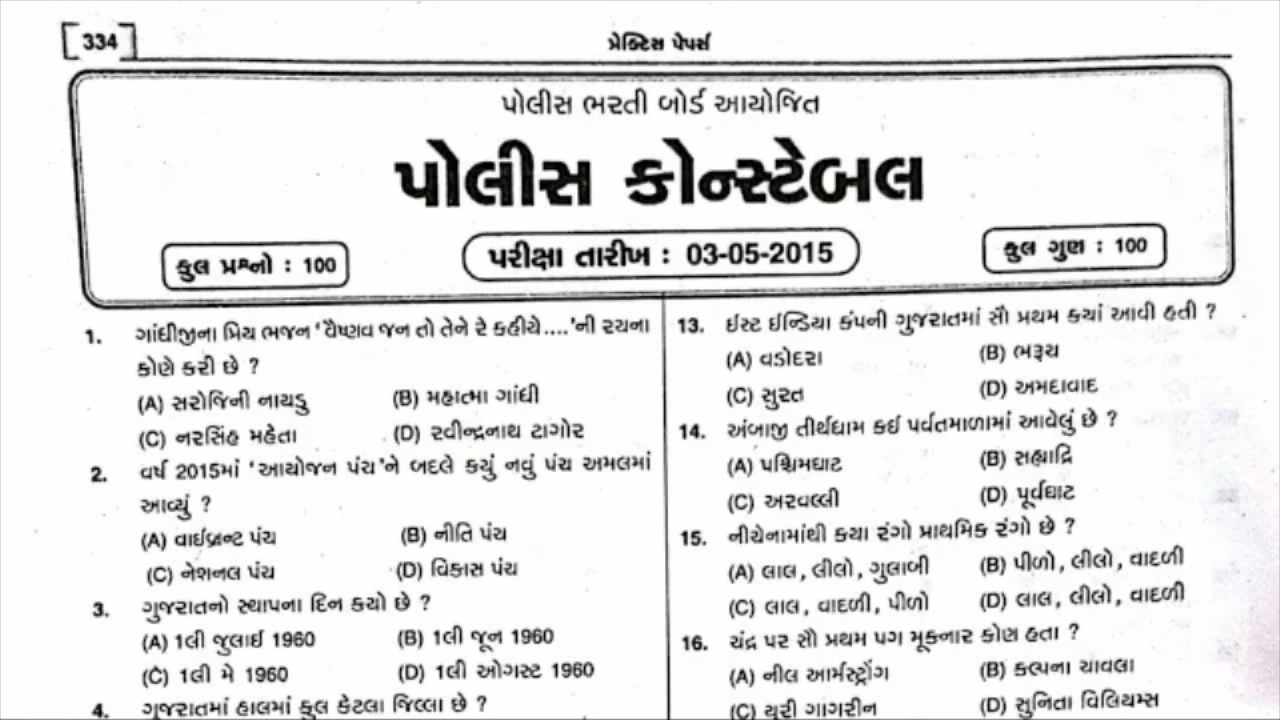 334
પ્રેક્ટિસ પેપર્સ
પોલીસ ભરતી બોર્ડ આયોજિત
પોલીસ કોન્સ્ટેબલ
કુલ પ્રશ્નો : 100
પરીક્ષા તારીખ : 03-05-2015
કુલ ગુણ : 100
1. ગાંધીજીના પ્રિય ભજન ‘વૈષ્ણવ જન તો તેને રે કહીયે....’ની રચના
કોણે કરી છે ?
(A) સરોજિની નાયડુ (B) મહાત્મા ગાંધી
(C) નરસિંહ મહેતા (D) રવીન્દ્રનાથ ટાગોર
2. વર્ષ 2015માં ‘આયોજન પંચ’ને બદલે કયું નવું પંચ અમલમાં
આવ્યું ?
(A) વાઈબ્રન્ટ પંચ (B) નીતિ પંચ
(C) નેશનલ પંચ (D) વિકાસ પંચ
3. ગુજરાતનો સ્થાપના દિન કયો છે ?
(A) 1લી જુલાઈ 1960 (B) 1લી જૂન 1960
(C) 1લી મે 1960 (D) 1લી ઓગસ્ટ 1960
4. ગુજરાતમાં હાલમાં કુલ કેટલા જિલ્લા છે ?
13. ઈસ્ટ ઈન્ડિયા કંપની ગુજરાતમાં સૌ પ્રથમ કયાં આવી હતી ?
(A) વડોદરા (B) ભરૂચ
(C) સુરત (D) અમદાવાદ
14. અંબાજી તીર્થધામ કઈ પર્વતમાળામાં આવેલું છે ?
(A) પશ્ચિમઘાટ (B) સહ્યાદ્રિ
(C) અરવલ્લી (D) પૂર્વઘાટ
15. નીચેનામાંથી કયા રંગો પ્રાથમિક રંગો છે ?
(A) લાલ, લીલો, ગુલાબી (B) પીળો, લીલો, વાદળી
(C) લાલ, વાદળી, પીળો (D) લાલ, લીલો, વાદળી
16. ચંદ્ર પર સૌ પ્રથમ પગ મૂકનાર કોણ હતા ?
(A) નીલ આર્મસ્ટ્રોંગ (B) કલ્પના ચાવલા
(C) યૂરી ગાગરીન (D) સુનિતા વિલિયમ્સ